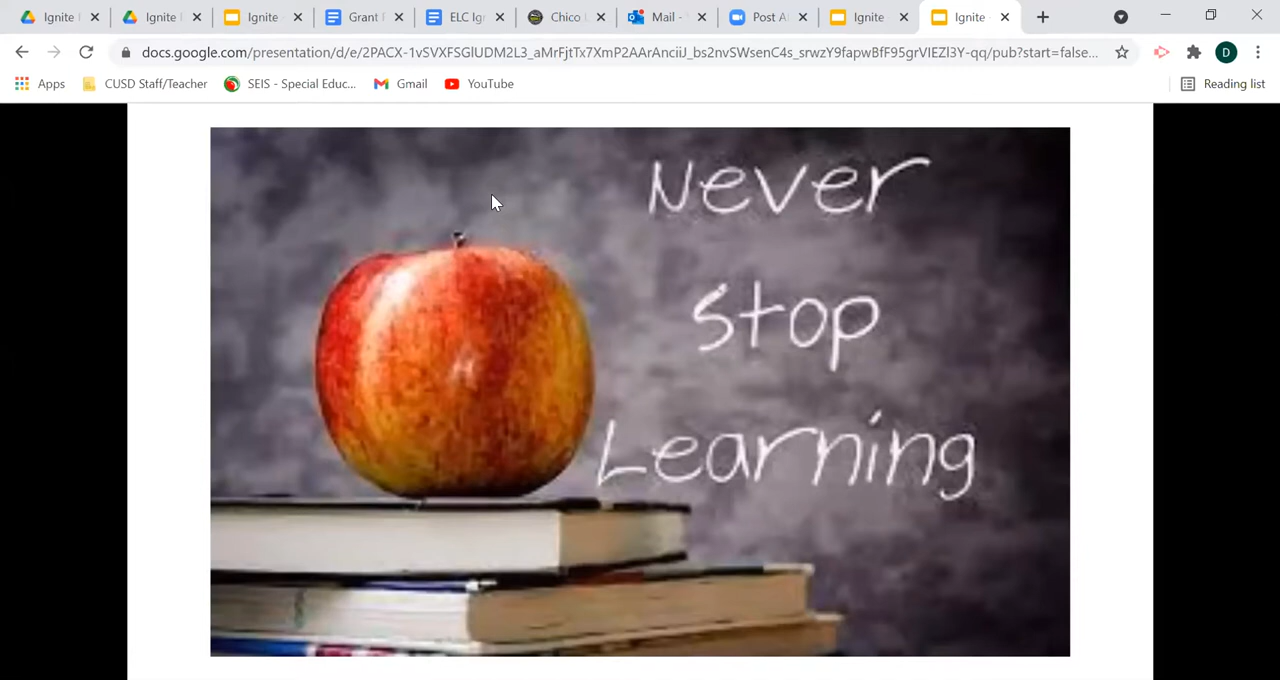 Ignite
Ignite
Ignite
Grant
ELC Ig
Chico
Mail -
Post A
Ignite
Ignite
docs.google.com/presentation/d/e/2PACX-1vSVXFSGlUDM2L3_aMrFjtTx7XmP2AArAnciiJ_bs2nvSWsenC4s_srwzY9fapwBfF95grVIEZl3Y-qq/pub?start=false...
D
Apps
CUSD Staff/Teacher
SEIS - Special Educ...
Gmail
YouTube
Reading list
Never
Stop
Learning